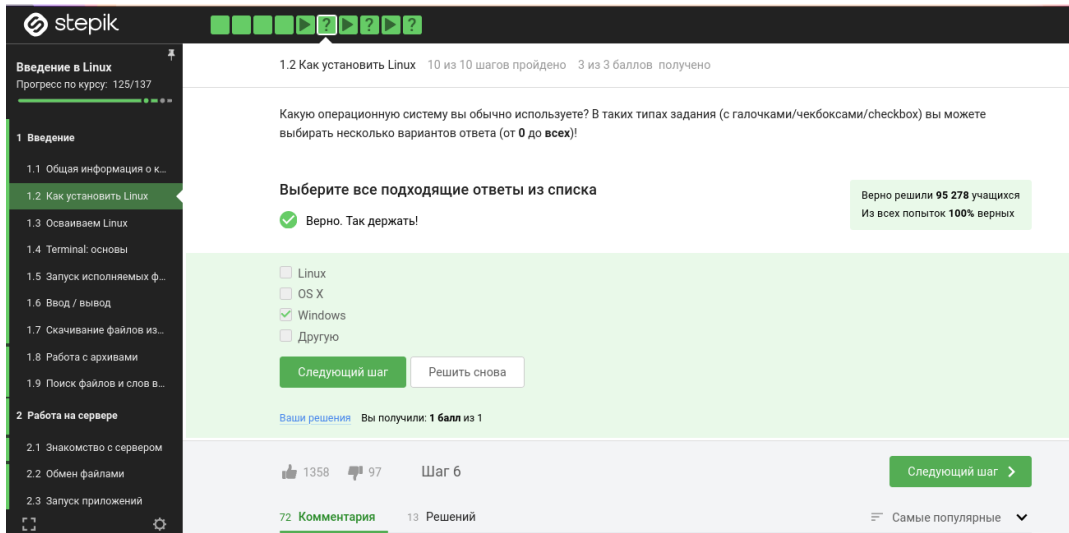 stepik
Введение в Linux
Прогресс по курсу: 125/137
1 Введение
1.1 Общая информация о к...
1.2 Как установить Linux
1.3 Осваиваем Linux
1.4 Terminal: основы
1.5 Запуск исполняемых ф...
1.6 Ввод / вывод
1.7 Скачивание файлов из...
1.8 Работа с архивами
1.9 Поиск файлов и слов в...
2 Работа на сервере
2.1 Знакомство с сервером
2.2 Обмен файлами
2.3 Запуск приложений
1.2 Как установить Linux 10 из 10 шагов пройдено 3 из 3 баллов получено
Какую операционную систему вы обычно используете? В таких типах задания (с галочками/чекбоксами/checkbox) вы можете
выбирать несколько вариантов ответа (от 0 до всех)!
Выберите все подходящие ответы из списка
Верно. Так держать!
Верно решили 95 278 учащихся
Из всех попыток 100% верных
Linux
OS X
Windows
Другую
Следующий шаг Решить снова
Ваши решения Вы получили: 1 балл из 1
1358 97 Шаг 6 Следующий шаг
72 Комментария 13 Решений Самые популярные